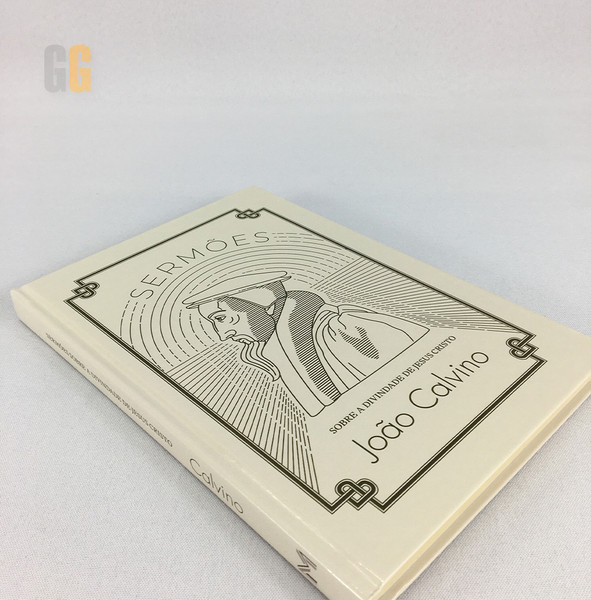 GG
SERMÕES
SOBRE A DIVINDADE DE JESUS CRISTO
João Calvino
SERMÕES SOBRE A DIVINDADE DE JESUS CRISTO
Calvino